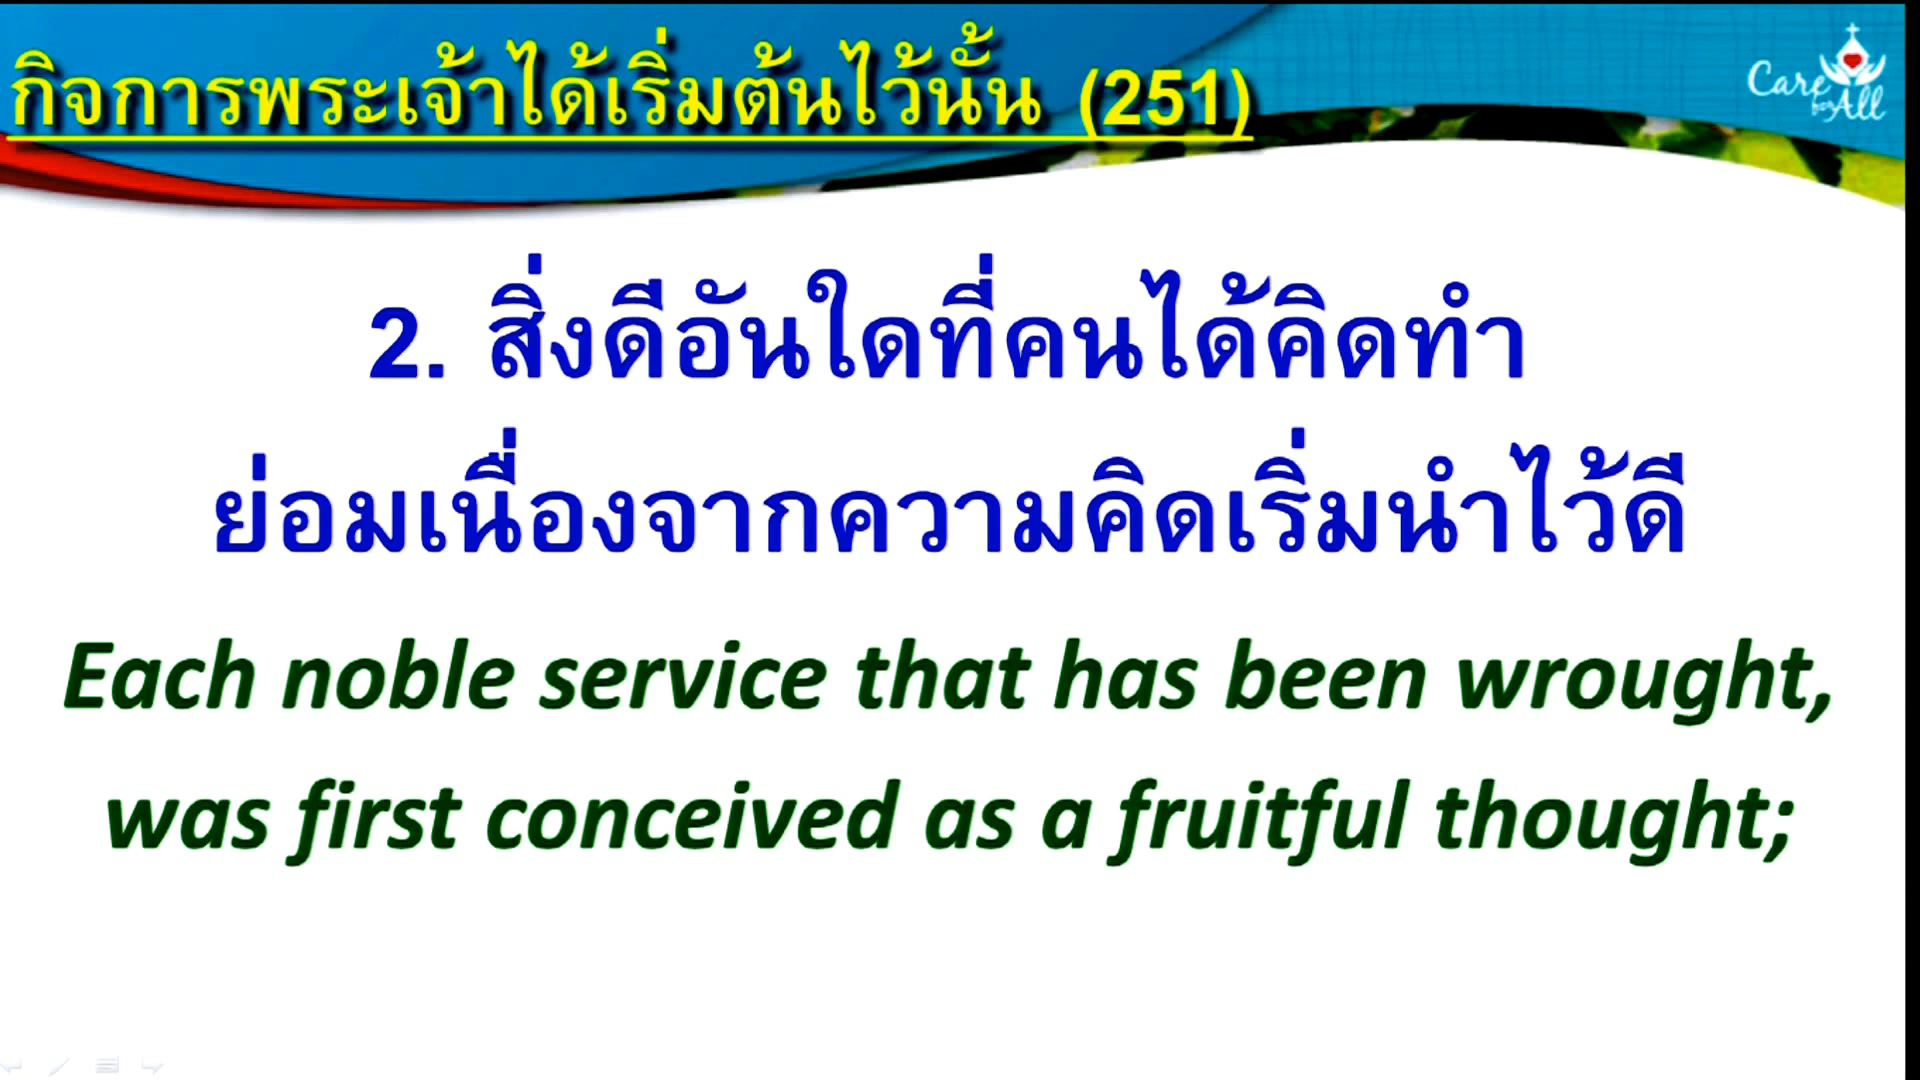 กิจการพระเจ้าได้เริ่มต้นไว้นั้น (251)
Care for All
2. สิ่งดีอันใดที่คนได้คิดทำ
ย่อมเนื่องจากความคิดเริ่มนำไว้ดี
Each noble service that has been wrought,
was first conceived as a fruitful thought;